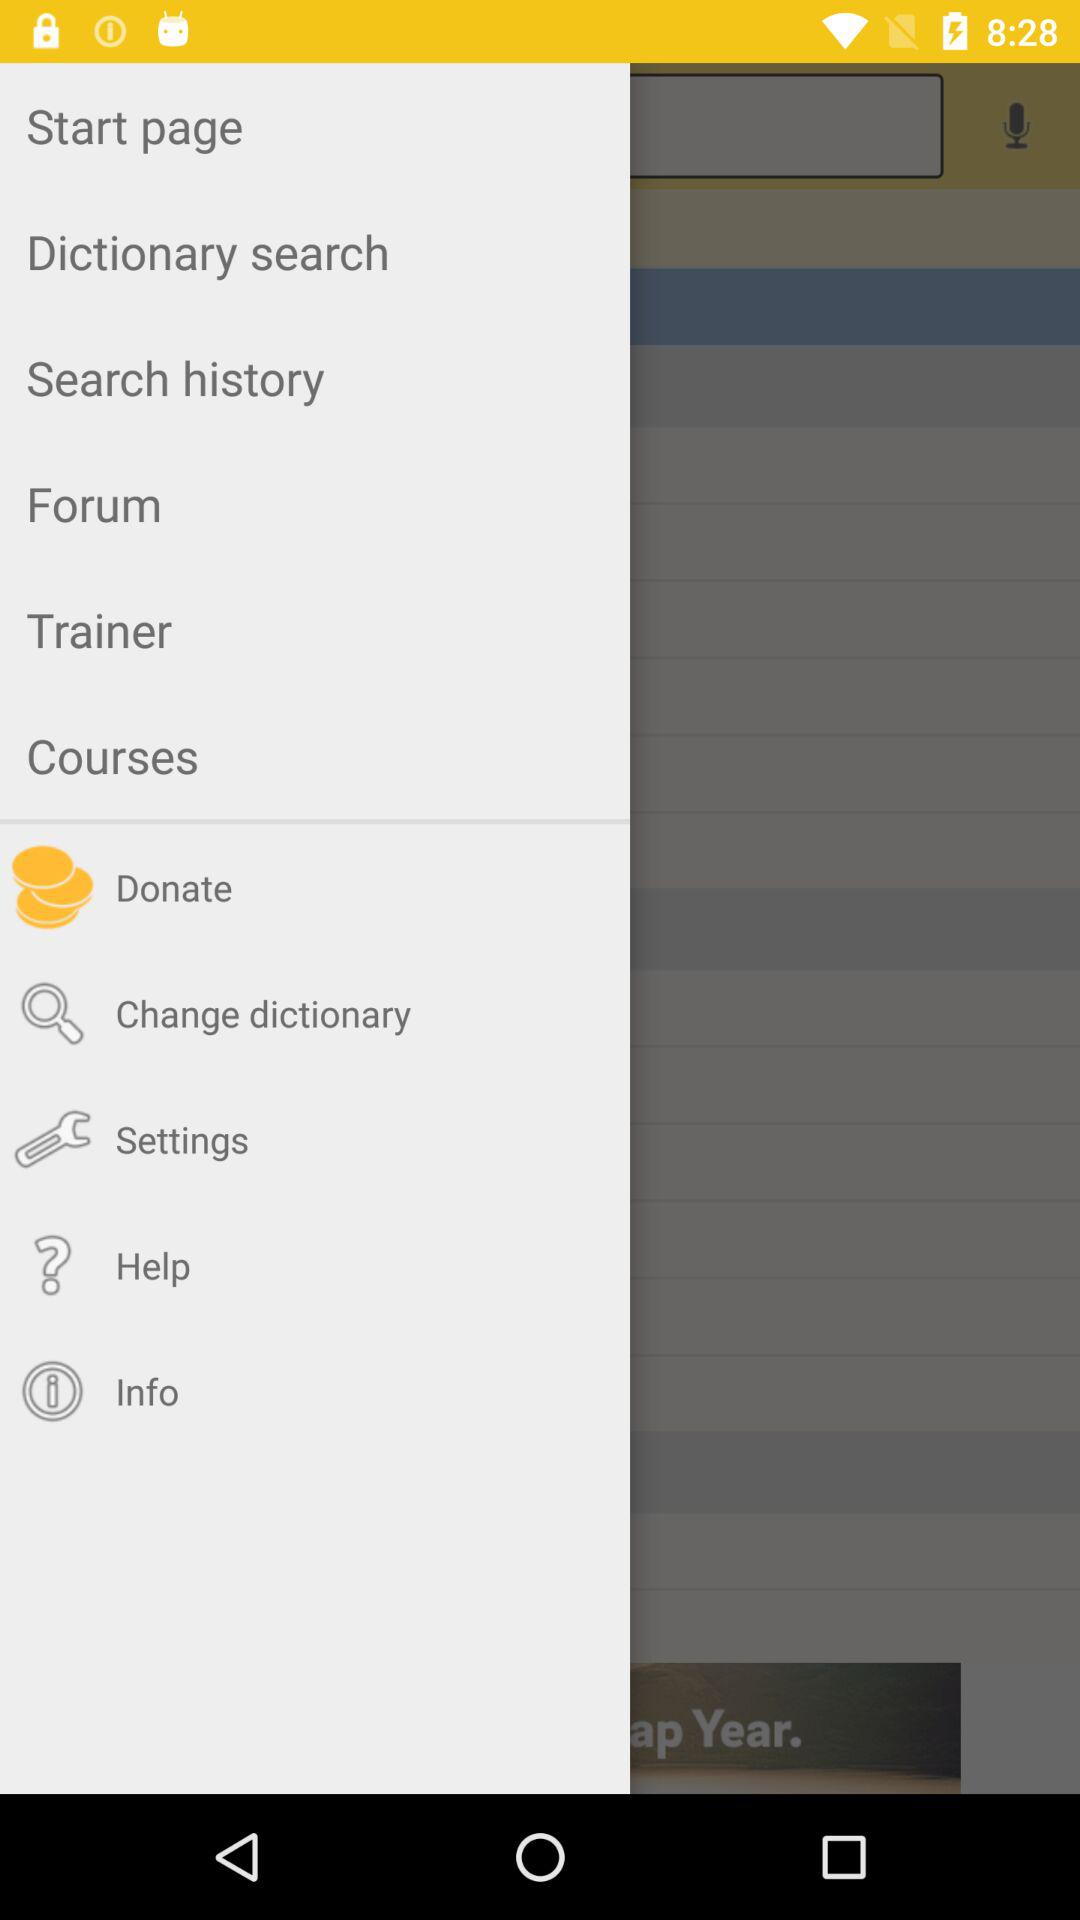 8:28
Start page
Dictionary search
Search history
Forum
Trainer
Courses
Donate
Change dictionary
Settings
Help
Info
ap Year.